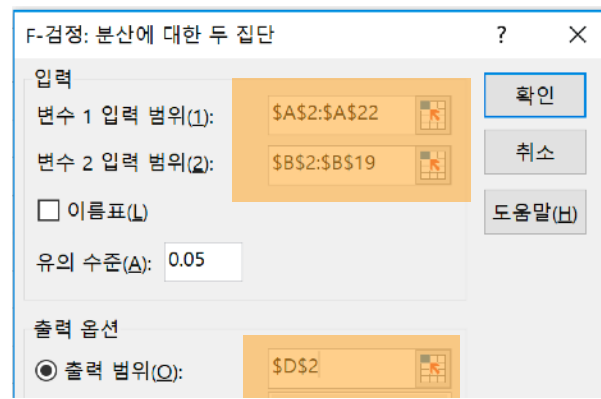 F-검정: 분산에 대한 두 집단 ?
입력
변수 1 입력 범위(1): $A$2:$A$22 확인
변수 2 입력 범위(2): $B$2:$B$19 취소
이름표(L) 도움말(H)
유의 수준(A): 0.05
출력 옵션
출력 범위(O): $D$2